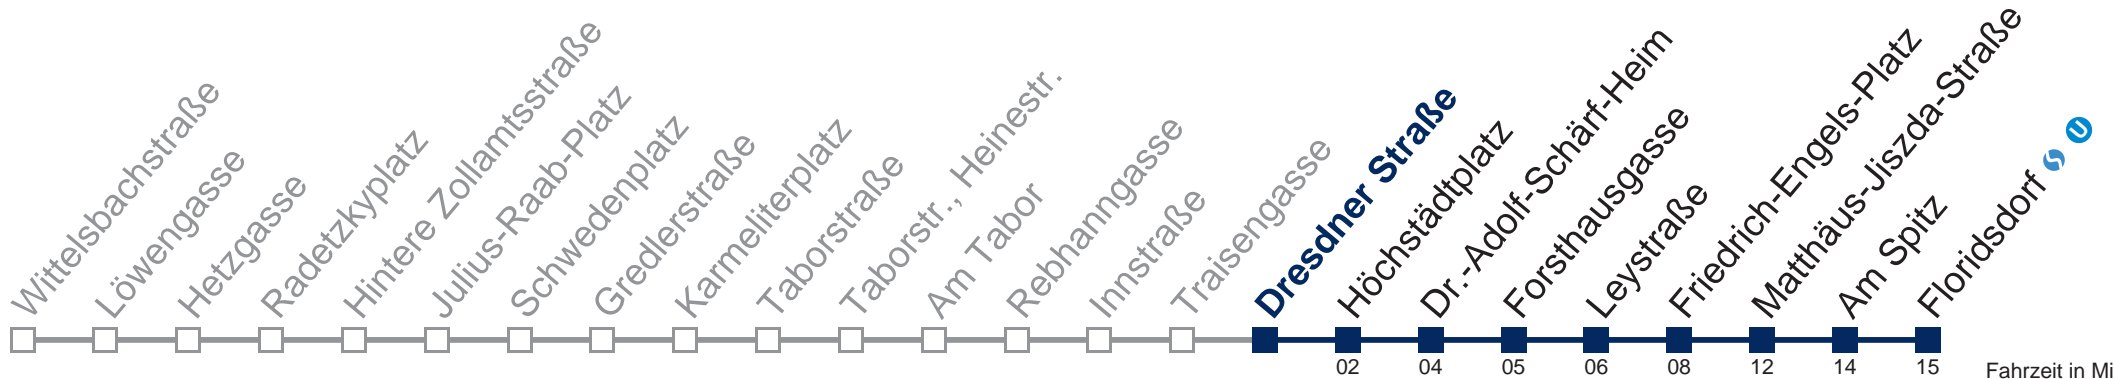 Wittelsbachstraße
Löwengasse
Hetzgasse
Radetzkyplatz
Hintere Zollamtsstraße
Julius-Raab-Platz
Schwedenplatz
Gredlerstraße
Karmeliterplatz
Taborstraße
Taborstr., Heinestr.
Am Tabor
Rebhanngasse
Innstraße
Traisengasse
Dresdner Straße
Höchstädtplatz
Dr.-Adolf-Schärf-Heim
Forsthausgasse
Leystraße
Friedrich-Engels-Platz
Matthäus-Jiszda-Straße
Am Spitz
Floridsdorf S U
02 04 05 06 08 12 14 15 Fahrzeit in Mi